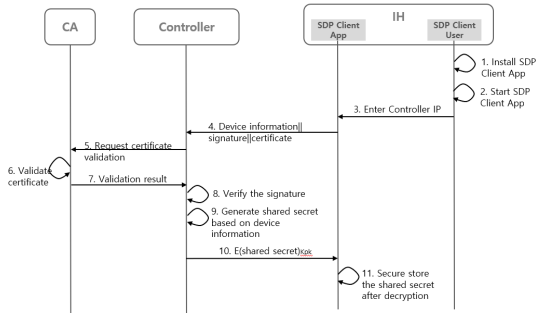 CA
Controller
IH
SDP Client
App
SDP Client
User
1. Install SDP
Client App
2. Start SDP
Client App
3. Enter Controller IP
4. Device information||
signature||certificate
5. Request certificate
validation
6. Validate
certificate
7. Validation result
8. Verify the signature
9. Generate shared secret
based on device
information
10. E(shared secret)Kpk
11. Secure store
the shared secret
after decryption